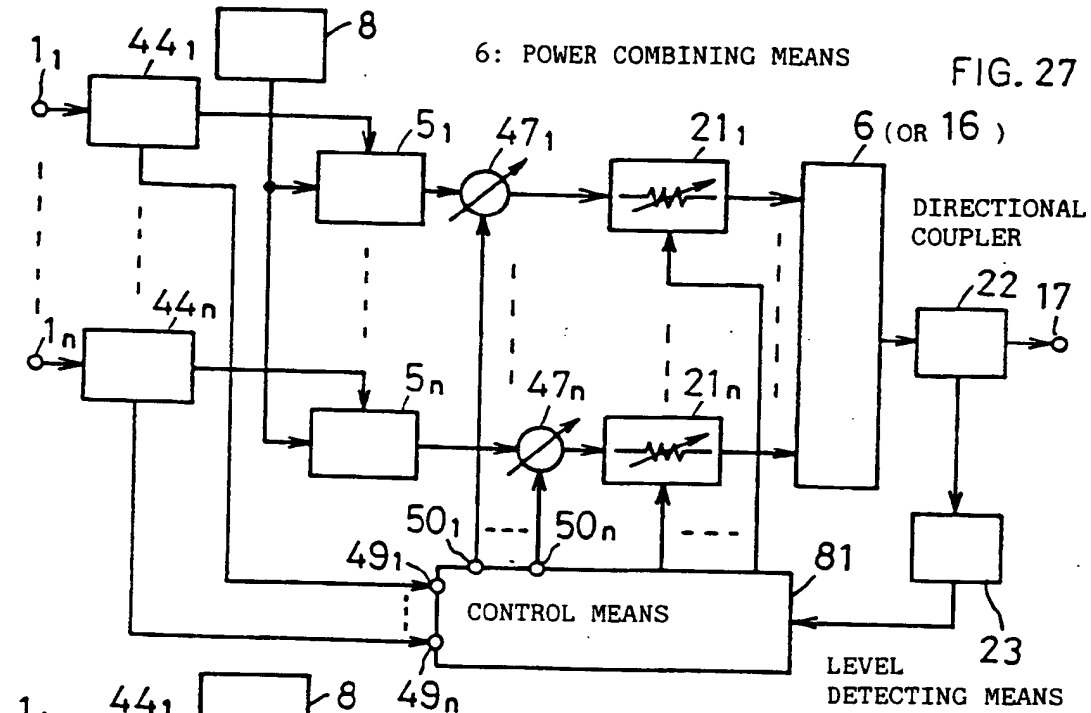 8
44₁
1₁
6: POWER COMBINING MEANS
FIG. 27
5₁
47₁
21₁
6 (OR 16 )
DIRECTIONAL
COUPLER
44n
1n
22
17
5n
47n
21n
50₁
50n
49₁
81
CONTROL MEANS
23
49n
LEVEL
DETECTING MEANS
1.
44₁
8